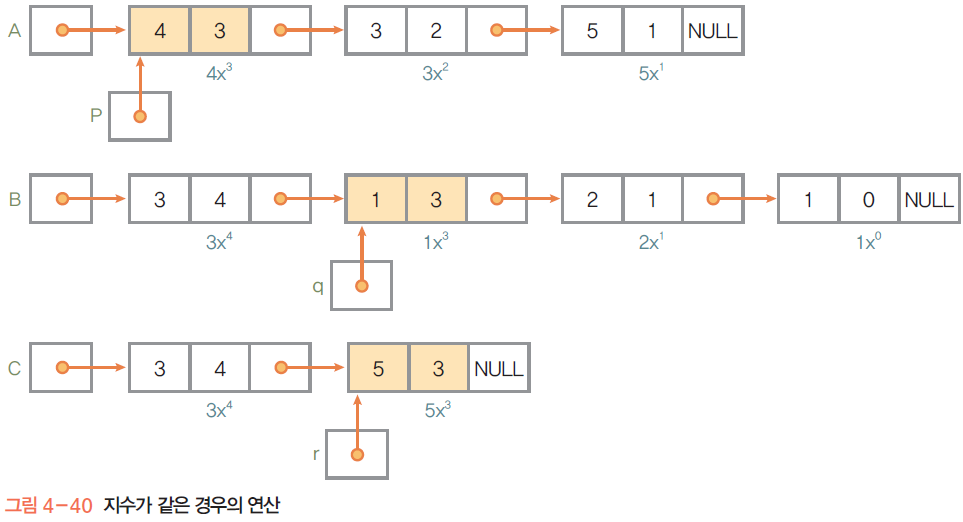 A 4 3 3 2 5 1 NULL
4x³ 3x² 5x¹
P
B 3 4 1 3 2 1 1 0 NULL
3x⁴ 1x³ 2x¹ 1x⁰
q
C 3 4 5 3 NULL
3x⁴ 5x³
r
그림 4-40 지수가 같은 경우의 연산